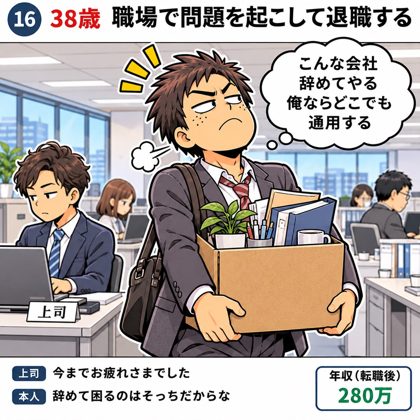 16 38歳 職場で問題を起こして退職する
こんな会社
辞めてやる
俺ならどこでも
通用する
上司
上司 今までお疲れさまでした
本人 辞めて困るのはそっちだからな
年収(転職後)
280万